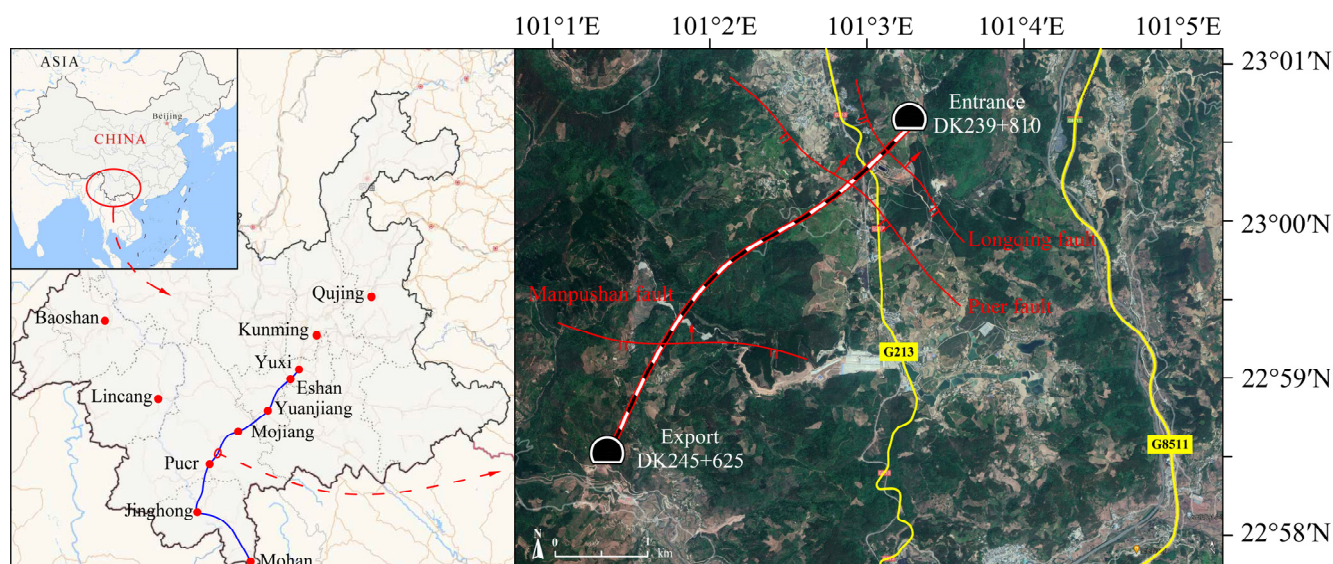 ASIA
Beijing
CHINA
Qujing
Baoshan
Kunming
Yuxi
Eshan
Lincang
Yuanjiang
Mojiang
Pucr
Jinghong
Mohan
101°1′E
101°2′E
101°3′E
101°4′E
101°5′E
23°01′N
23°00′N
22°59′N
22°58′N
Entrance
DK239+810
Longqing fault
Puer fault
Manpushan fault
G213
Export
DK245+625
G8511
N
0 1
km